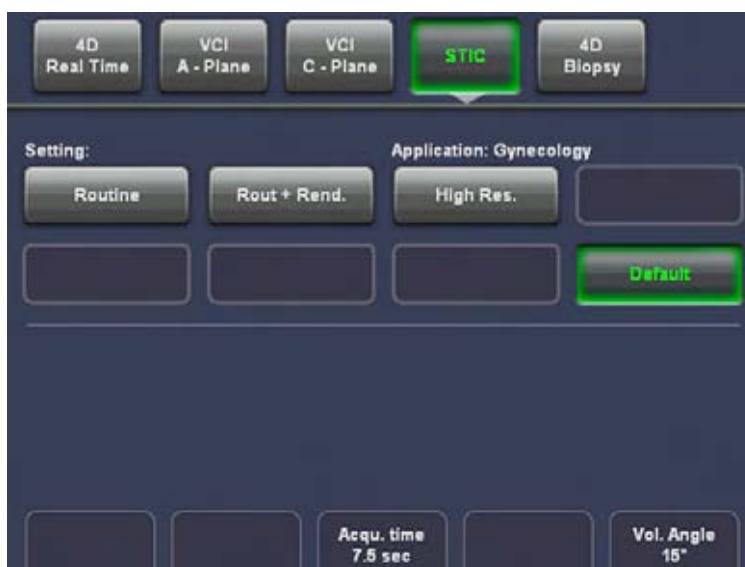 4D
Real Time
VCI
A - Plane
VCI
C - Plane
STIC
4D
Biopsy
Setting:
Application: Gynecology
Routine
Rout + Rend.
High Res.
Default
Acqu. time
7.5 sec
Vol. Angle
15°